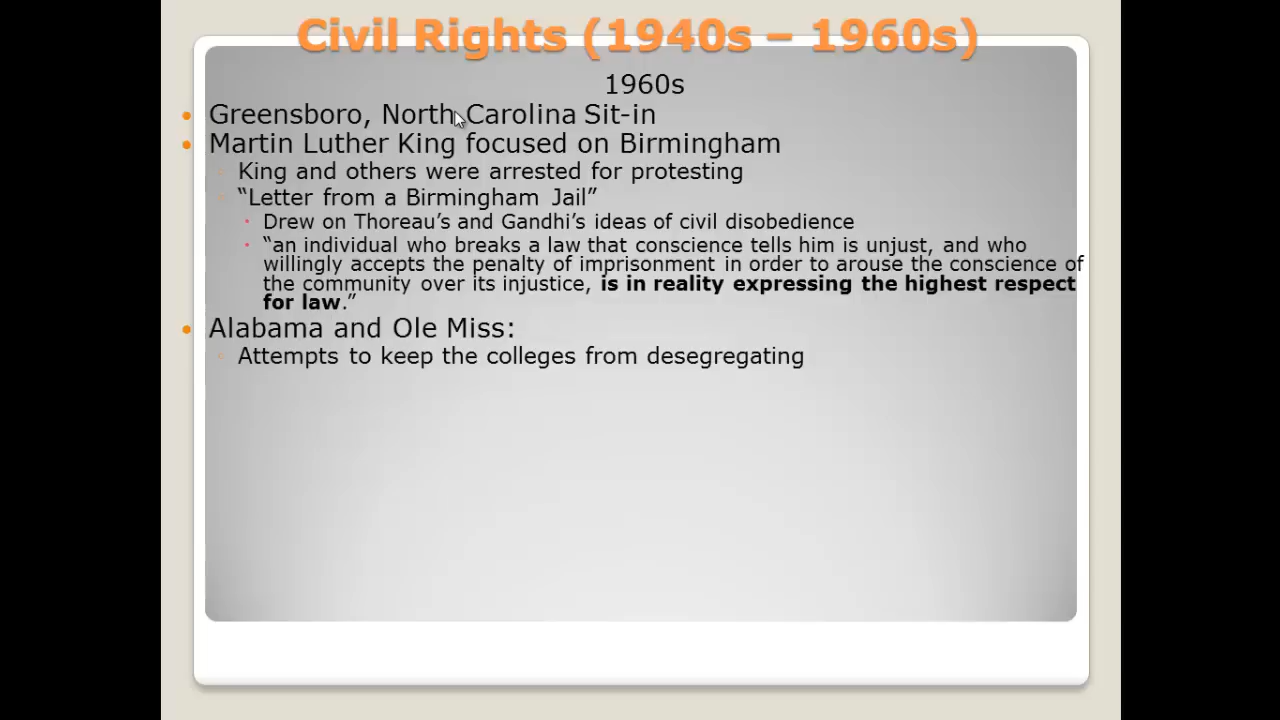 Civil Rights (1940s – 1960s)
1960s
• Greensboro, North Carolina Sit-in
• Martin Luther King focused on Birmingham
◦ King and others were arrested for protesting
◦ “Letter from a Birmingham Jail”
• Drew on Thoreau’s and Gandhi’s ideas of civil disobedience
• “an individual who breaks a law that conscience tells him is unjust, and who
willingly accepts the penalty of imprisonment in order to arouse the conscience of
the community over its injustice, is in reality expressing the highest respect
for law.”
• Alabama and Ole Miss:
◦ Attempts to keep the colleges from desegregating